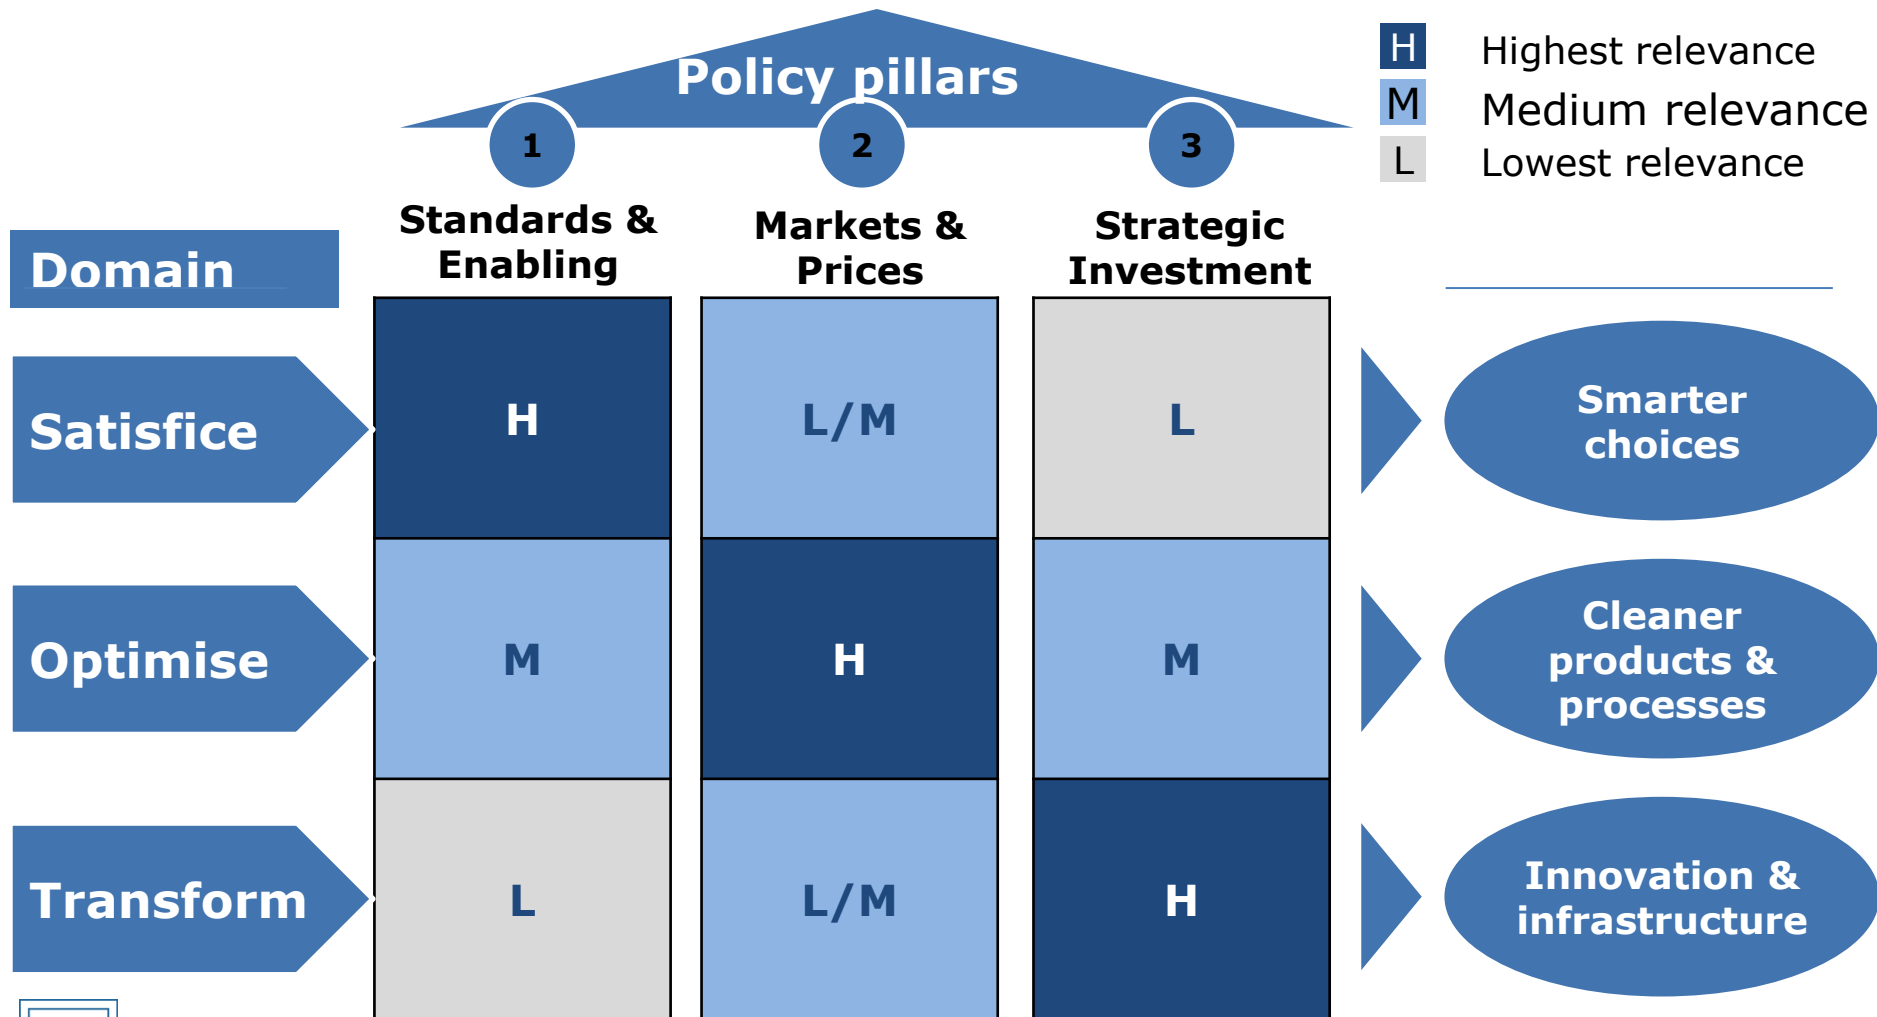 Policy pillars
H Highest relevance
M Medium relevance
L Lowest relevance
1 2 3
Standards &
Enabling
Markets &
Prices
Strategic
Investment
Domain
Satisfice
H
L/M
L
Smarter
choices
Optimise
M
H
M
Cleaner
products &
processes
Transform
L
L/M
H
Innovation &
infrastructure